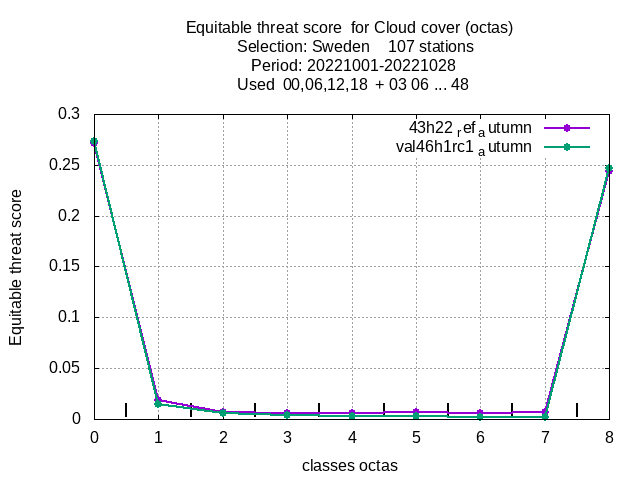 Equitable threat score for Cloud cover (octas)
Selection: Sweden 107 stations
Period: 20221001-20221028
Used 00,06,12,18 + 03 06 ... 48
43h22 ref autumn
val46h1rc1 autumn
Equitable threat score
0.3
0.25
0.2
0.15
0.1
0.05
0
0 1 2 3 4 5 6 7 8
classes octas